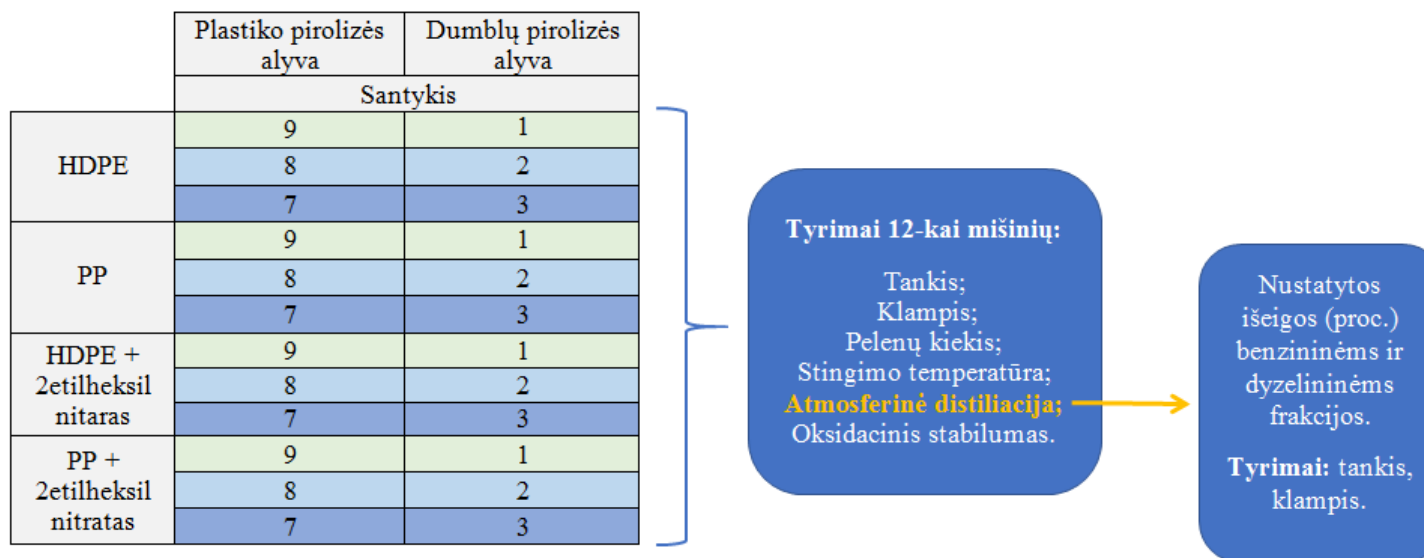 Plastiko pirolizės
alyva
Dumblų pirolizės
alyva
Santykis
HDPE
9 1
8 2
7 3
PP
9 1
8 2
7 3
HDPE +
2etilheksil
nitaras
9 1
8 2
7 3
PP +
2etilheksil
nitratas
9 1
8 2
7 3
Tyrimai 12-kai mišinių:
Tankis;
Klampis;
Pelenų kiekis;
Stingimo temperatūra;
Atmosferinė distiliacija;
Oksidacinis stabilumas.
Nustatytos
išeigos (proc.)
benzininėms ir
dyzelininėms
frakcijos.
Tyrimai: tankis,
klampis.